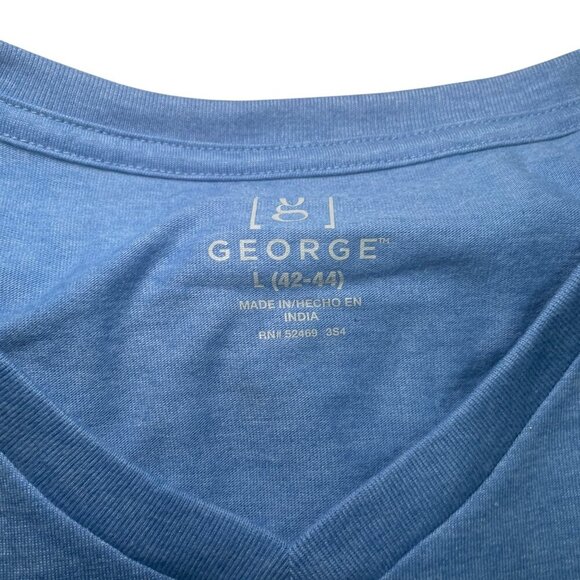 [g]
GEORGE™
L (42-44)
MADE IN/HECHO EN
INDIA
RN# 52469 3S4